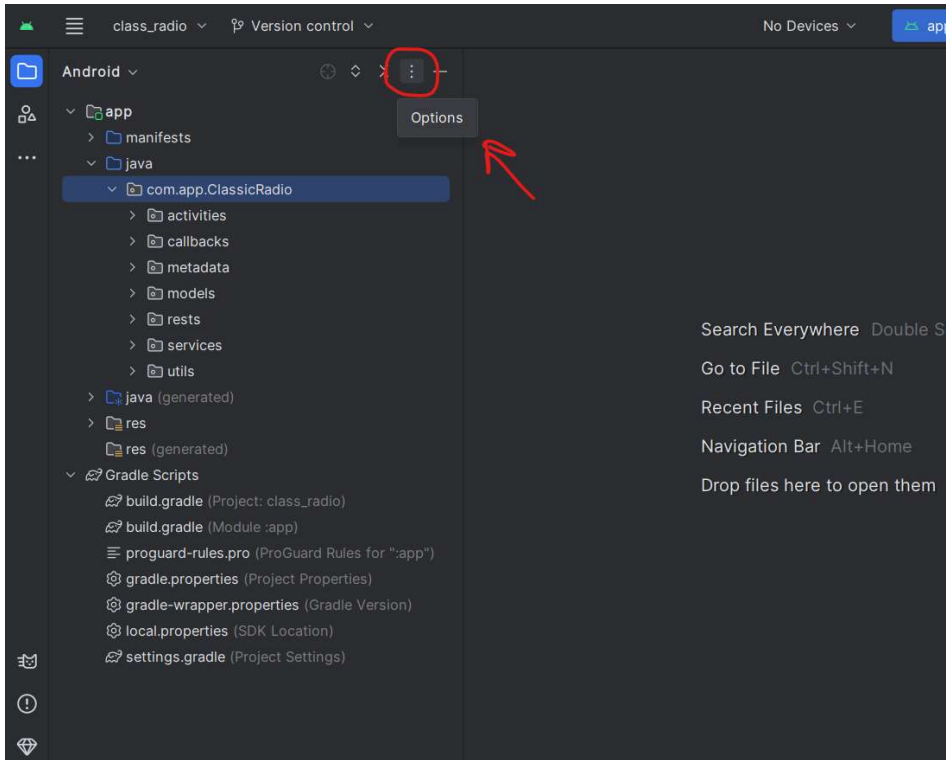 class_radio Version control No Devices app
Android
Options
app
manifests
java
com.app.ClassicRadio
activities
callbacks
metadata
models
rests
services
utils
java (generated)
res
res (generated)
Gradle Scripts
build.gradle (Project: class_radio)
build.gradle (Module :app)
proguard-rules.pro (ProGuard Rules for ":app")
gradle.properties (Project Properties)
gradle-wrapper.properties (Gradle Version)
local.properties (SDK Location)
settings.gradle (Project Settings)
Search Everywhere Double S
Go to File Ctrl+Shift+N
Recent Files Ctrl+E
Navigation Bar Alt+Home
Drop files here to open them